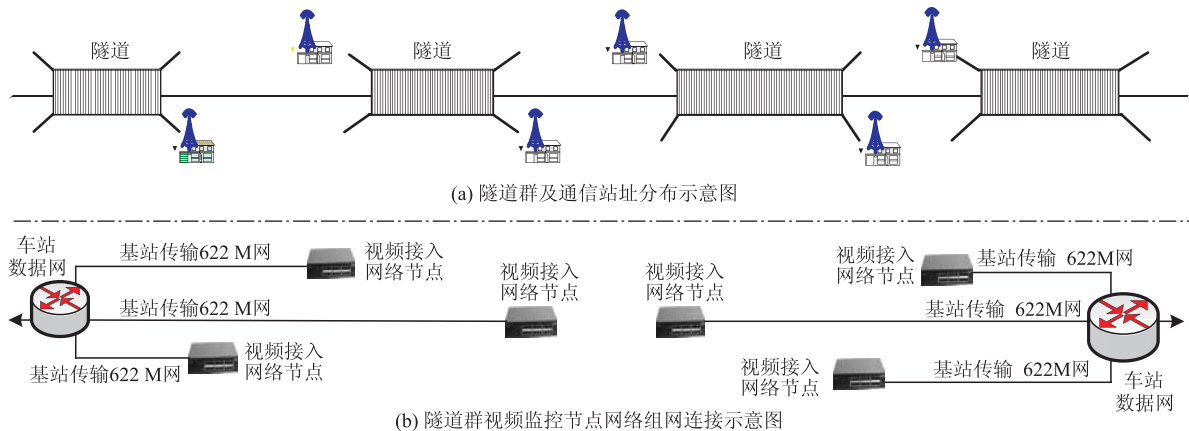 隧道
隧道
隧道
隧道
(a) 隧道群及通信站址分布示意图
车站
数据网
基站传输622 M网
视频接入
网络节点
基站传输622 M网
视频接入
网络节点
基站传输622 M网
视频接入
网络节点
视频接入
网络节点
基站传输 622M网
视频接入
网络节点
基站传输 622M网
视频接入
网络节点
基站传输 622M网
车站
数据网
(b) 隧道群视频监控节点网络组网连接示意图